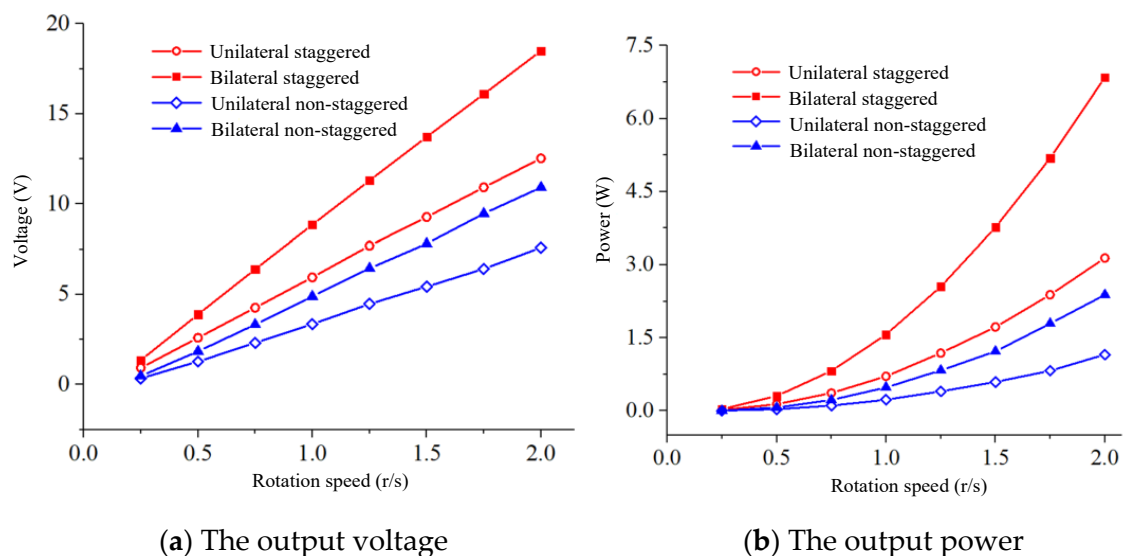 20
15
10
5
0
Voltage (V)
Unilateral staggered
Bilateral staggered
Unilateral non-staggered
Bilateral non-staggered
0.0
0.5
1.0
1.5
2.0
Rotation speed (r/s)
(a) The output voltage
7.5
6.0
4.5
3.0
1.5
0.0
Power (W)
Unilateral staggered
Bilateral staggered
Unilateral non-staggered
Bilateral non-staggered
0.0
0.5
1.0
1.5
2.0
Rotation speed (r/s)
(b) The output power